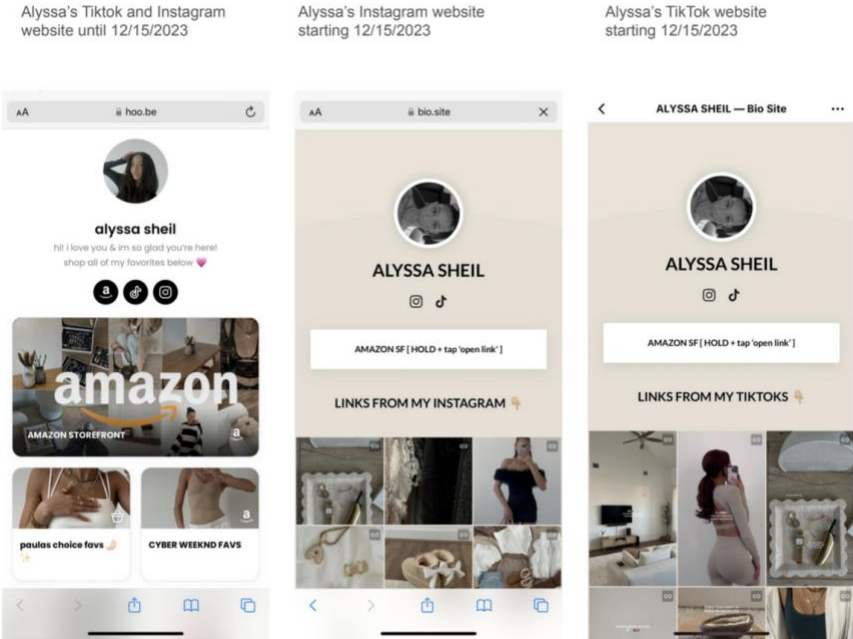 Alyssa's Tiktok and Instagram
website until 12/15/2023
AA
hoo.be
alyssa sheil
hi! i love you & im so glad you're here!
shop all of my favorites below 💗
a
amazon
AMAZON STOREFRONT
a
paulas choice favs 🤌🏼
✨
a
CYBER WEEKND FAVS
Alyssa's Instagram website
starting 12/15/2023
AA
bio.site
ALYSSA SHEIL
AMAZON SF [ HOLD + tap 'open link' ]
LINKS FROM MY INSTAGRAM 👇🏼
Alyssa's TikTok website
starting 12/15/2023
ALYSSA SHEIL — Bio Site
ALYSSA SHEIL
AMAZON SF [ HOLD + tap 'open link' ]
LINKS FROM MY TIKTOKS 👇🏼